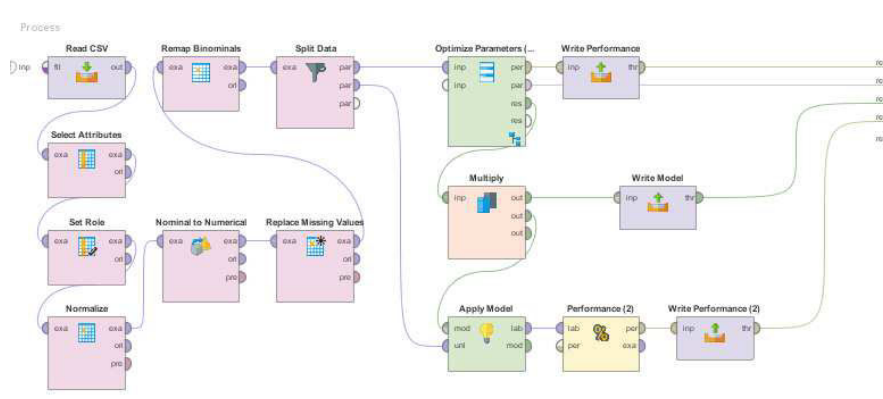 Process
Read CSV
Remap Binominals
Split Data
Optimize Parameters (...
Write Performance
inp
fil
out
exa
exa
ori
exa
par
par
par
inp
inp
per
par
res
res
inp
thr
Select Attributes
exa
exa
ori
Multiply
inp
out
out
out
Write Model
inp
thr
Set Role
exa
exa
ori
Nominal to Numerical
exa
exa
ori
pre
Replace Missing Values
exa
exa
ori
pre
Normalize
exa
exa
ori
pre
Apply Model
mod
unl
lab
mod
Performance (2)
lab
per
per
exa
Write Performance (2)
inp
thr